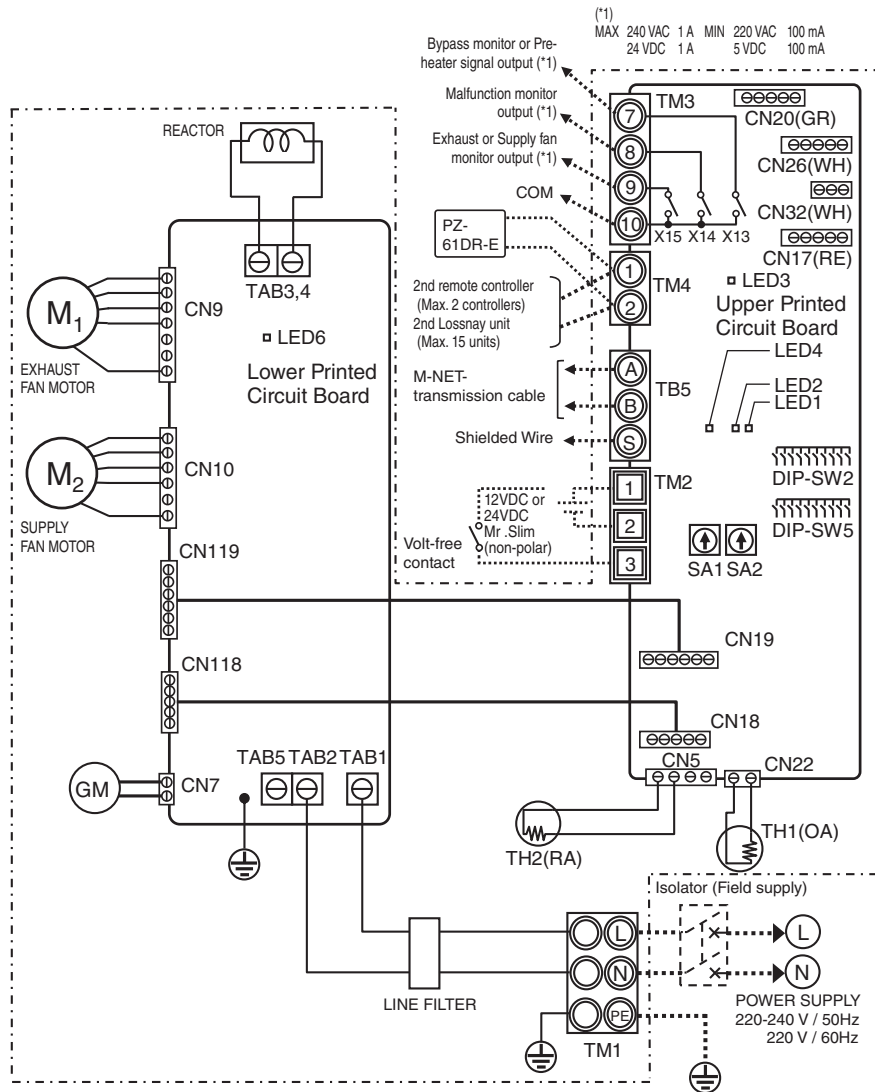 (*1)
MAX 240 VAC 1 A MIN 220 VAC 100 mA
24 VDC 1 A 5 VDC 100 mA
Bypass monitor or Pre-
heater signal output (*1)
Malfunction monitor
output (*1)
Exhaust or Supply fan
monitor output (*1)
COM
7
8
9
10
TM3
X15 X14 X13
CN20(GR)
CN26(WH)
CN32(WH)
CN17(RE)
PZ-
61DR-E
1
2
TM4
2nd remote controller
(Max. 2 controllers)
2nd Lossnay unit
(Max. 15 units)
LED3
Upper Printed
Circuit Board
LED4
LED2
LED1
M-NET-
transmission cable
A
B
S
TB5
Shielded Wire
TM2
1
2
3
12VDC or
24VDC
Mr .Slim
(non-polar)
Volt-free
contact
DIP-SW2
DIP-SW5
SA1 SA2
REACTOR
TAB3,4
M1
EXHAUST
FAN MOTOR
CN9
LED6
Lower Printed
Circuit Board
M2
SUPPLY
FAN MOTOR
CN10
CN119
CN19
CN118
CN18
CN5
CN22
GM
CN7
TAB5 TAB2 TAB1
TH2(RA)
TH1(OA)
Isolator (Field supply)
LINE FILTER
L
N
PE
TM1
L
N
POWER SUPPLY
220-240 V / 50Hz
220 V / 60Hz